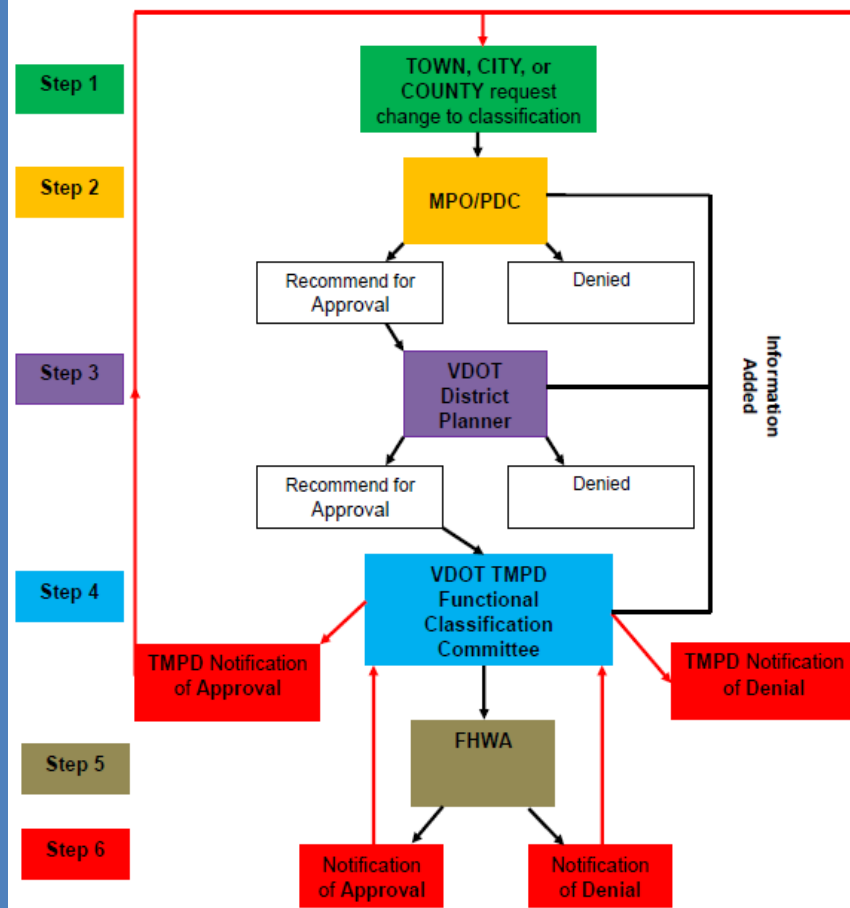 Step 1
TOWN, CITY, or
COUNTY request
change to classification
Step 2
MPO/PDC
Recommend for
Approval
Denied
Step 3
VDOT
District
Planner
Information
Added
Recommend for
Approval
Denied
Step 4
VDOT TMPD
Functional
Classification
Committee
TMPD Notification
of Approval
TMPD Notification
of Denial
Step 5
FHWA
Step 6
Notification
of Approval
Notification
of Denial